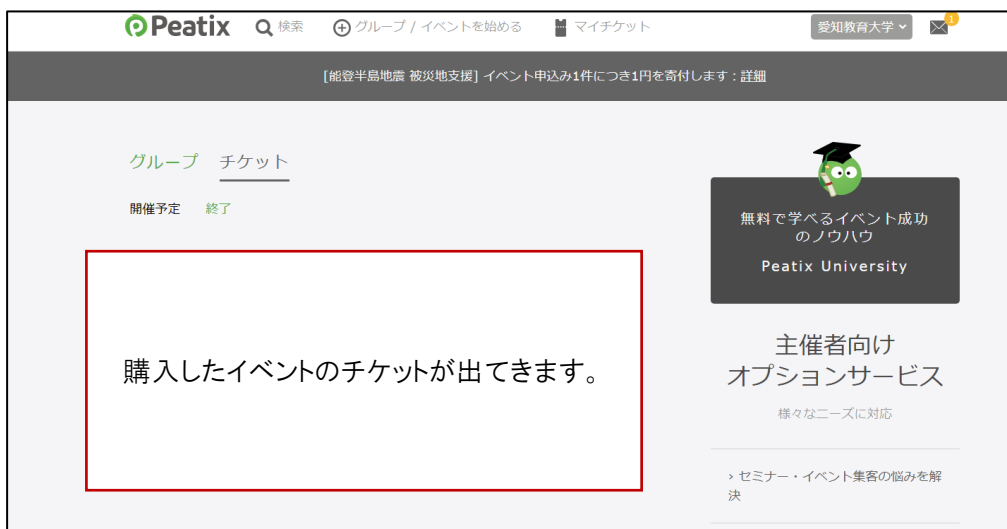 Peatix 検索 グループ / イベントを始める マイチケット 愛知教育大学 1
[能登半島地震 被災地支援] イベント申込み1件につき1円を寄付します：詳細
グループ チケット
開催予定 終了
購入したイベントのチケットが出てきます。
無料で学べるイベント成功
のノウハウ
Peatix University
主催者向け
オプションサービス
様々なニーズに対応
› セミナー・イベント集客の悩みを解
決